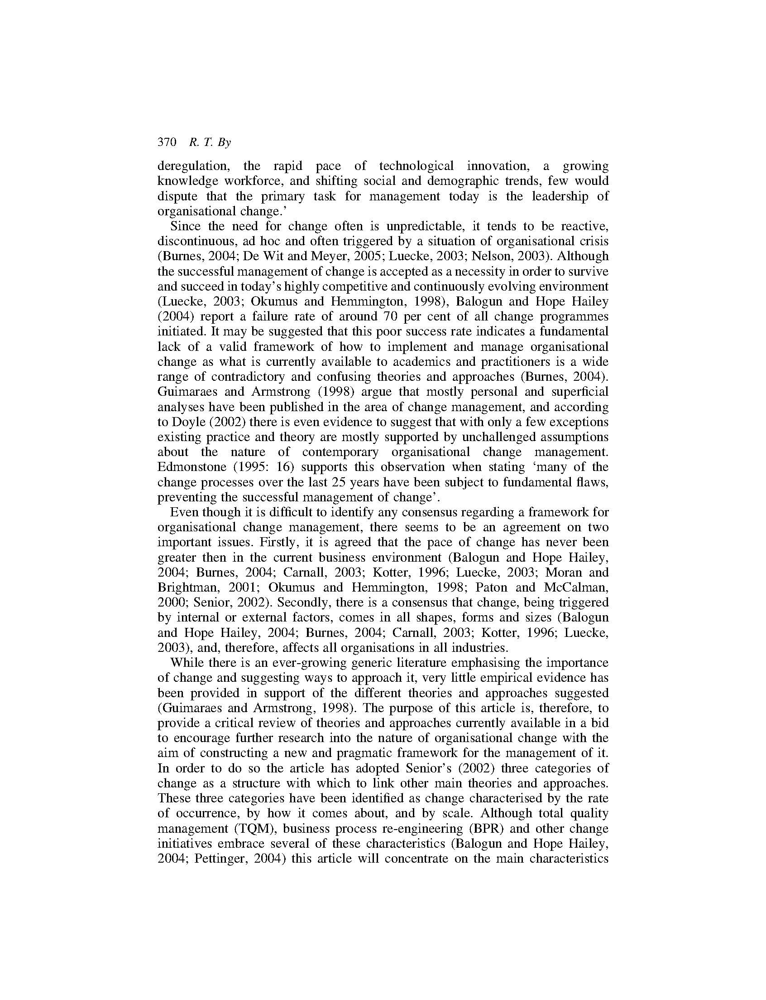 370 R. T. By
deregulation, the rapid pace of technological innovation, a growing
knowledge workforce, and shifting social and demographic trends, few would
dispute that the primary task for management today is the leadership of
organisational change.’
Since the need for change often is unpredictable, it tends to be reactive,
discontinuous, ad hoc and often triggered by a situation of organisational crisis
(Burnes, 2004; De Wit and Meyer, 2005; Luecke, 2003; Nelson, 2003). Although
the successful management of change is accepted as a necessity in order to survive
and succeed in today’s highly competitive and continuously evolving environment
(Luecke, 2003; Okumus and Hemmington, 1998), Balogun and Hope Hailey
(2004) report a failure rate of around 70 per cent of all change programmes
initiated. It may be suggested that this poor success rate indicates a fundamental
lack of a valid framework of how to implement and manage organisational
change as what is currently available to academics and practitioners is a wide
range of contradictory and confusing theories and approaches (Burnes, 2004).
Guimaraes and Armstrong (1998) argue that mostly personal and superficial
analyses have been published in the area of change management, and according
to Doyle (2002) there is even evidence to suggest that with only a few exceptions
existing practice and theory are mostly supported by unchallenged assumptions
about the nature of contemporary organisational change management.
Edmonstone (1995: 16) supports this observation when stating ‘many of the
change processes over the last 25 years have been subject to fundamental flaws,
preventing the successful management of change’.
Even though it is difficult to identify any consensus regarding a framework for
organisational change management, there seems to be an agreement on two
important issues. Firstly, it is agreed that the pace of change has never been
greater then in the current business environment (Balogun and Hope Hailey,
2004; Burnes, 2004; Carnall, 2003; Kotter, 1996; Luecke, 2003; Moran and
Brightman, 2001; Okumus and Hemmington, 1998; Paton and McCalman,
2000; Senior, 2002). Secondly, there is a consensus that change, being triggered
by internal or external factors, comes in all shapes, forms and sizes (Balogun
and Hope Hailey, 2004; Burnes, 2004; Carnall, 2003; Kotter, 1996; Luecke,
2003), and, therefore, affects all organisations in all industries.
While there is an ever-growing generic literature emphasising the importance
of change and suggesting ways to approach it, very little empirical evidence has
been provided in support of the different theories and approaches suggested
(Guimaraes and Armstrong, 1998). The purpose of this article is, therefore, to
provide a critical review of theories and approaches currently available in a bid
to encourage further research into the nature of organisational change with the
aim of constructing a new and pragmatic framework for the management of it.
In order to do so the article has adopted Senior’s (2002) three categories of
change as a structure with which to link other main theories and approaches.
These three categories have been identified as change characterised by the rate
of occurrence, by how it comes about, and by scale. Although total quality
management (TQM), business process re-engineering (BPR) and other change
initiatives embrace several of these characteristics (Balogun and Hope Hailey,
2004; Pettinger, 2004) this article will concentrate on the main characteristics